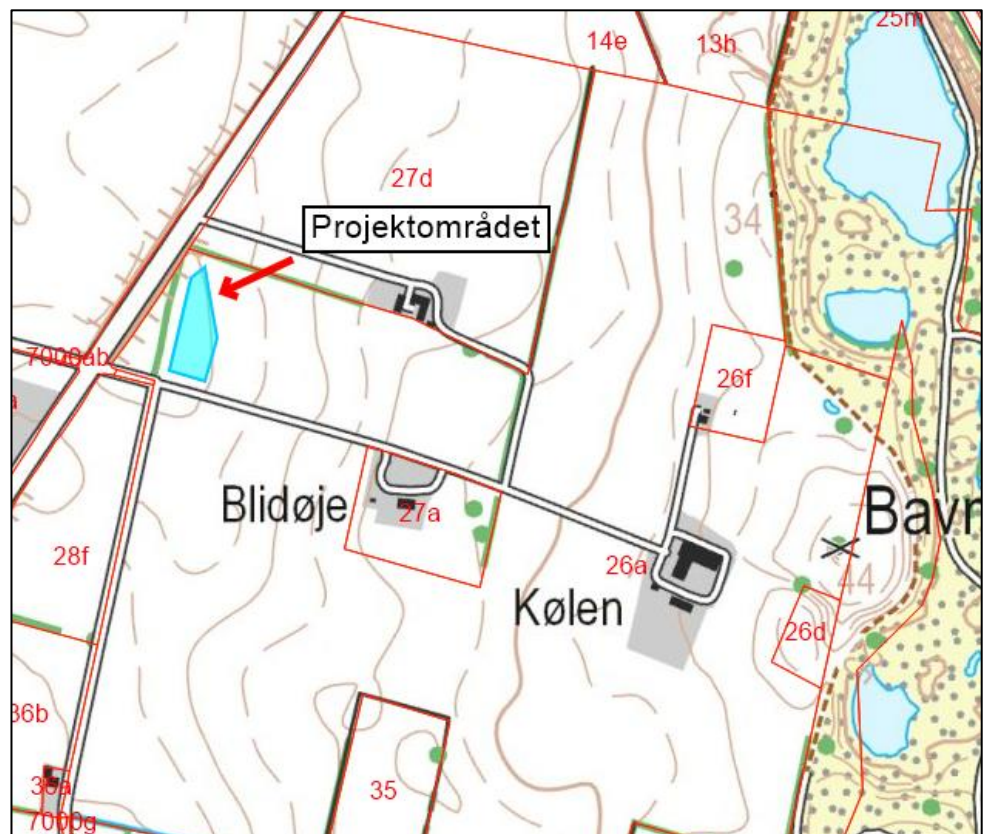 25m
14e
13h
27d
34
Projektområdet
7000ab
26f
Blidøje
27a
Bavn
28f
26a
44
Kølen
26d
36b
35
36a
7000g